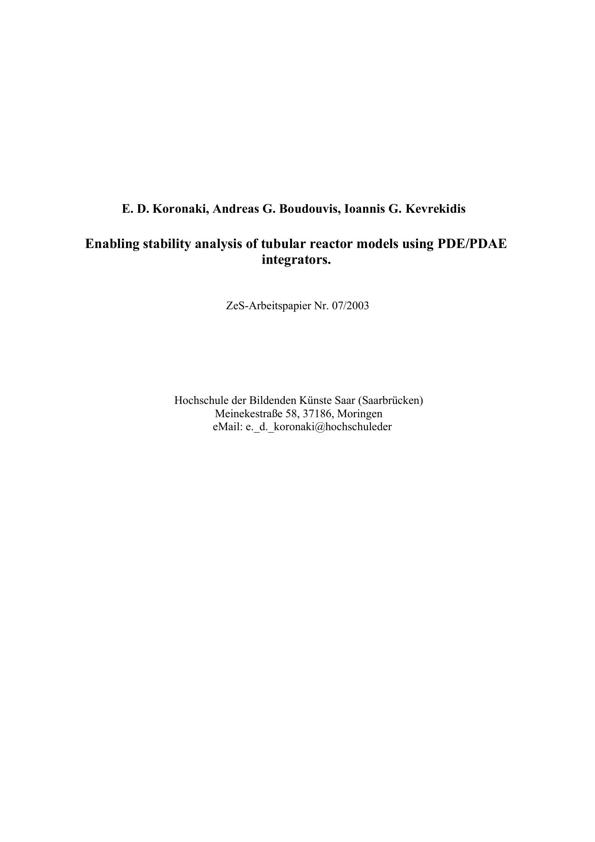 E. D. Koronaki, Andreas G. Boudouvis, Ioannis G. Kevrekidis
Enabling stability analysis of tubular reactor models using PDE/PDAE
integrators.
ZeS-Arbeitspapier Nr. 07/2003
Hochschule der Bildenden Künste Saar (Saarbrücken)
Meinekestraße 58, 37186, Moringen
eMail: e._d._koronaki@hochschuleder